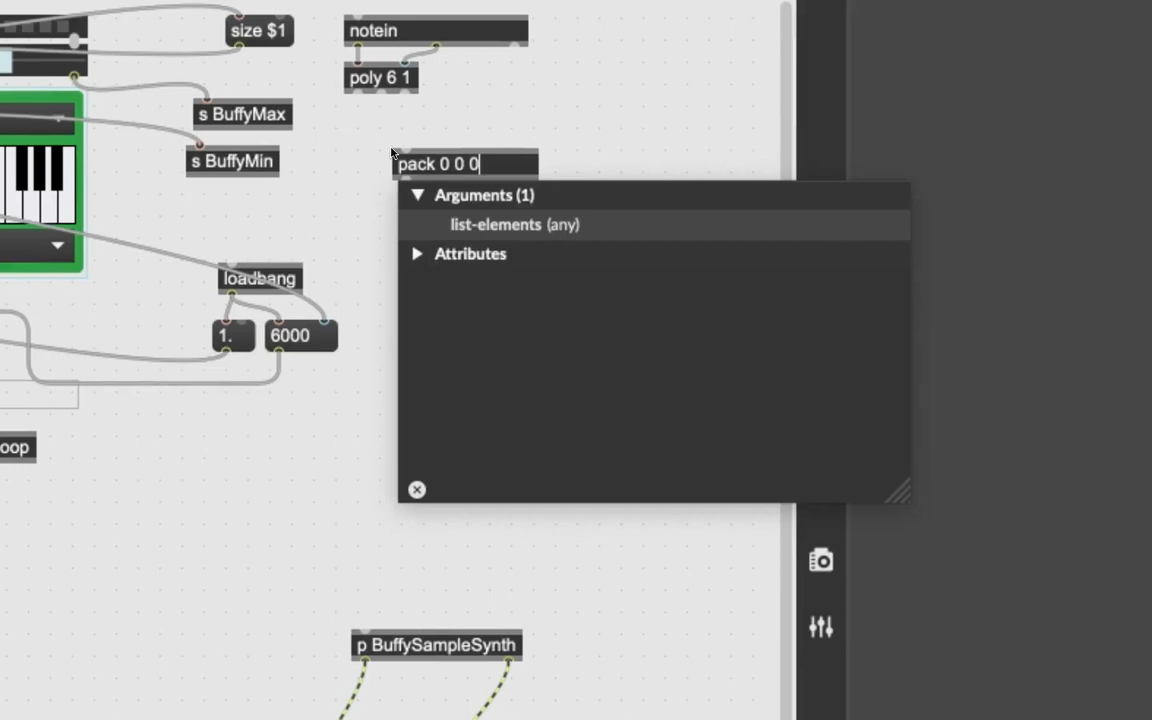 size $1
notein
poly 6 1
s BuffyMax
s BuffyMin
pack 0 0 0
Arguments (1)
list-elements (any)
Attributes
loadbang
1.
6000
oop
p BuffySampleSynth